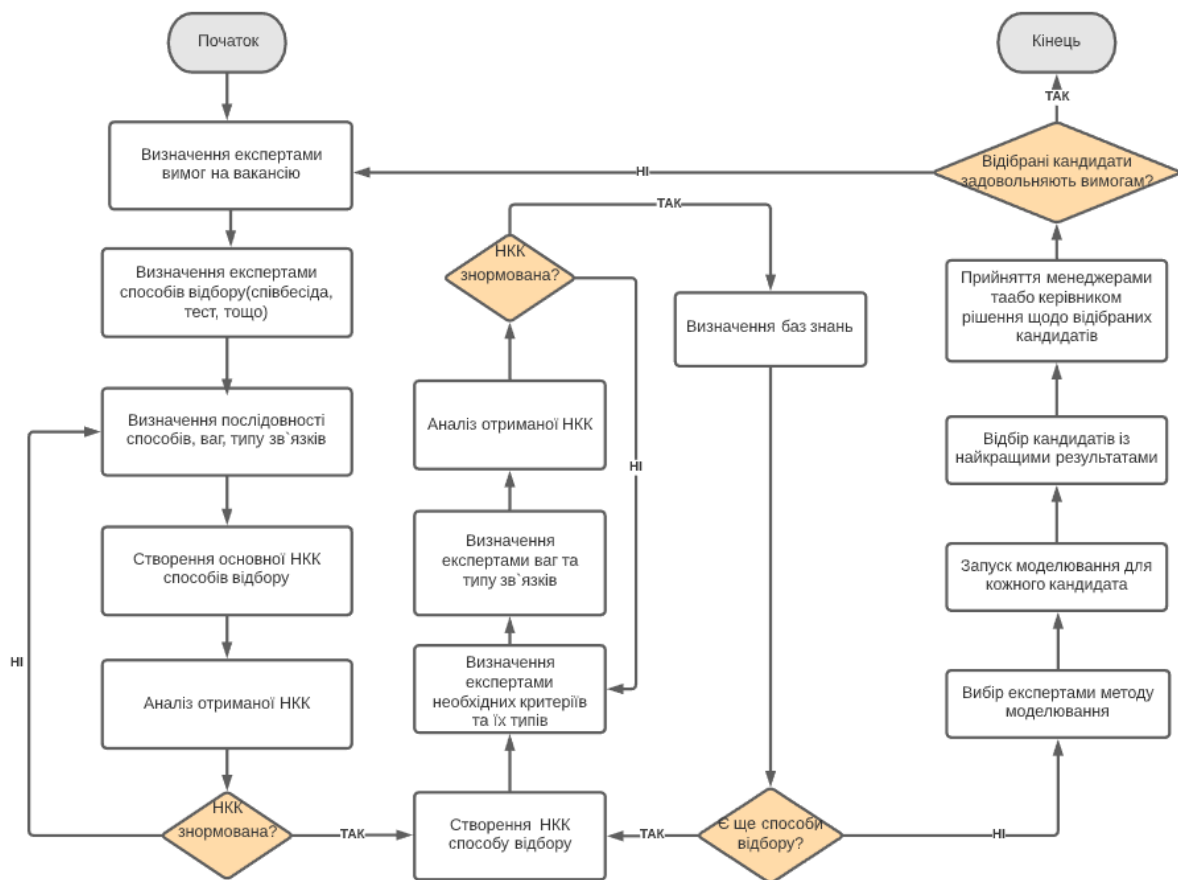 Початок
Визначення експертами
вимог на вакансію
Визначення експертами
способів відбору(співбесіда,
тест, тощо)
Визначення послідовності
способів, ваг, типу зв`язків
Створення основної НКК
способів відбору
Аналіз отриманої НКК
НКК
знормована?
НІ
ТАК
Створення НКК
способу відбору
Визначення
експертами
необхідних критеріїв
та їх типів
Визначення
експертами ваг та
типу зв`язків
Аналіз отриманої НКК
НКК
знормована?
НІ
ТАК
Визначення баз знань
Є ще способи
відбору?
ТАК
НІ
Вибір експертами методу
моделювання
Запуск моделювання для
кожного кандидата
Відбір кандидатів із
найкращими результатами
Прийняття менеджерами
таабо керівником
рішення щодо відібраних
кандидатів
Відібрані кандидати
задовольняють вимогам?
НІ
ТАК
Кінець